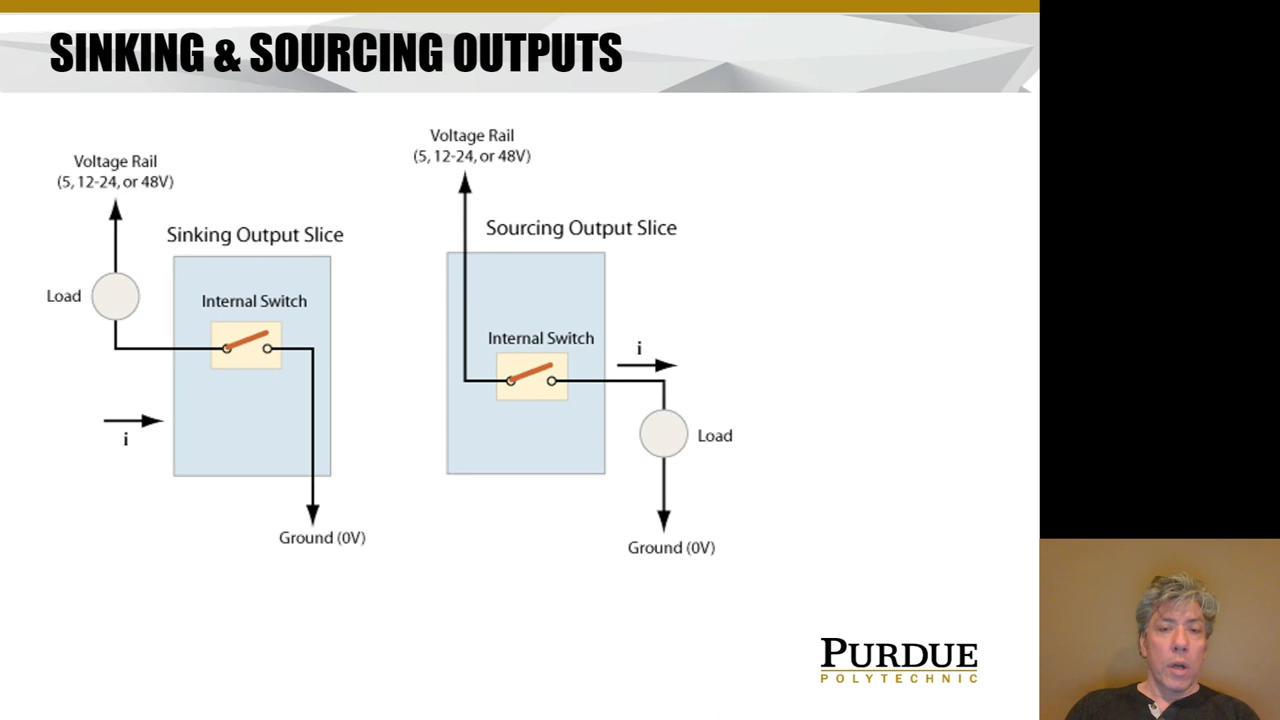 SINKING & SOURCING OUTPUTS
Voltage Rail
(5, 12-24, or 48V)
Sinking Output Slice
Load
Internal Switch
i
Ground (0V)
Voltage Rail
(5, 12-24, or 48V)
Sourcing Output Slice
Internal Switch
i
Load
Ground (0V)
PURDUE
POLYTECHNIC